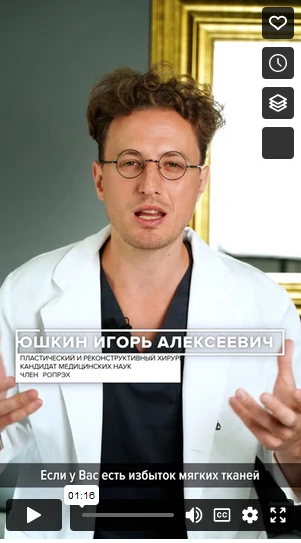 ЮШКИН ИГОРЬ АЛЕКСЕЕВИЧ
ПЛАСТИЧЕСКИЙ И РЕКОНСТРУКТИВНЫЙ ХИРУР
КАНДИДАТ МЕДИЦИНСКИХ НАУК
ЧЛЕН РОПРЭХ
Если у Вас есть избыток мягких тканей
01:16
CC